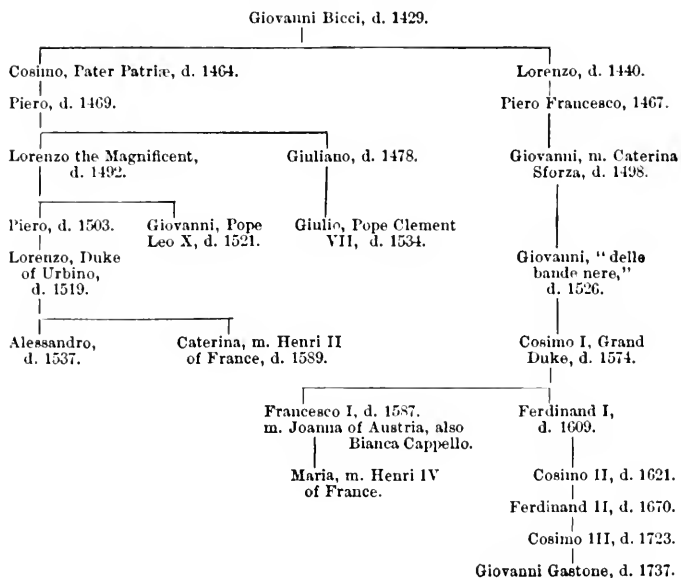 Giovanni Bicci, d. 1429.
Cosimo, Pater Patriæ, d. 1464.
Lorenzo, d. 1440.
Piero, d. 1469.
Piero Francesco, 1467.
Lorenzo the Magnificent,
d. 1492.
Giuliano, d. 1478.
Giovanni, m. Caterina
Sforza, d. 1498.
Piero, d. 1503.
Giovanni, Pope
Leo X, d. 1521.
Giulio, Pope Clement
VII, d. 1534.
Lorenzo, Duke
of Urbino,
d. 1519.
Giovanni, “delle
bande nere,”
d. 1526.
Alessandro,
d. 1537.
Caterina, m. Henri II
of France, d. 1589.
Cosimo I, Grand
Duke, d. 1574.
Francesco I, d. 1587.
m. Joanna of Austria, also
Bianca Cappello.
Ferdinand I,
d. 1609.
Maria, m. Henri IV
of France.
Cosimo II, d. 1621.
Ferdinand II, d. 1670.
Cosimo III, d. 1723.
Giovanni Gastone, d. 1737.